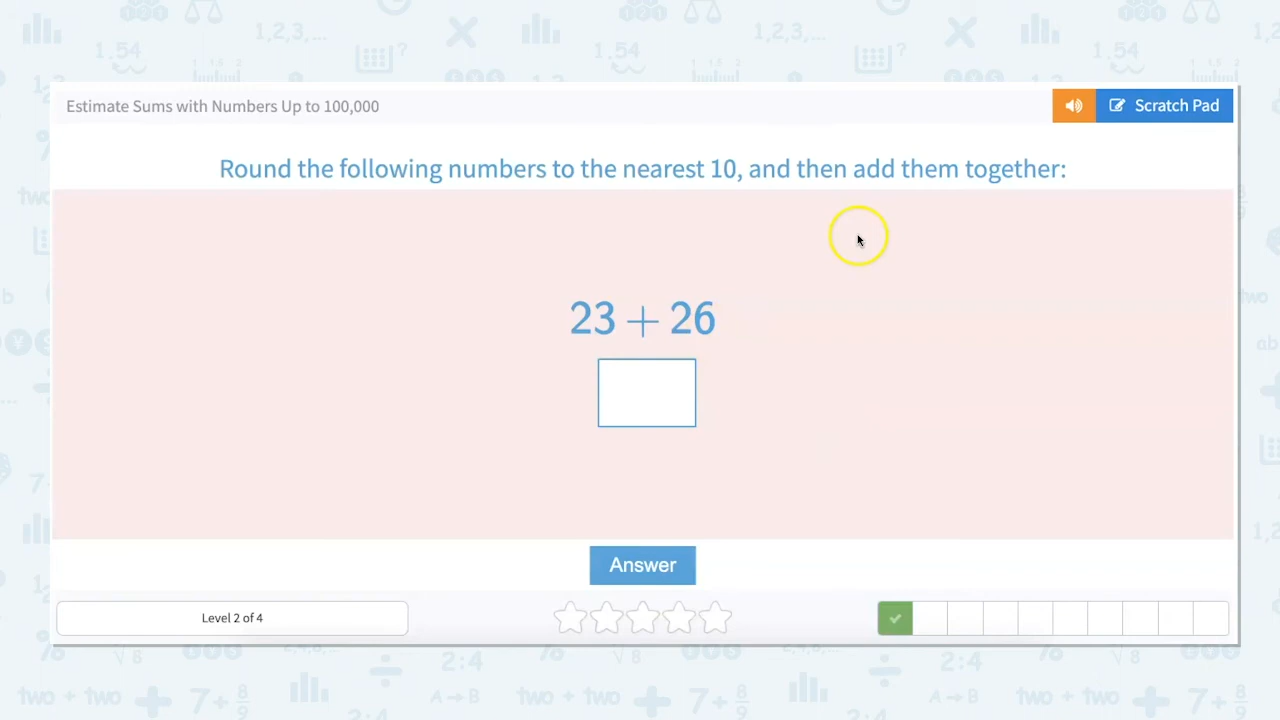 Estimate Sums with Numbers Up to 100,000
Scratch Pad
Round the following numbers to the nearest 10, and then add them together:
23 + 26
Answer
Level 2 of 4